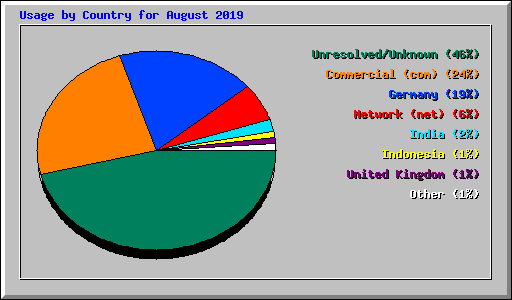 Usage by Country for August 2019
Unresolved/Unknown (46%)
Commercial (com) (24%)
Germany (19%)
Network (net) (6%)
India (2%)
Indonesia (1%)
United Kingdom (1%)
Other (1%)